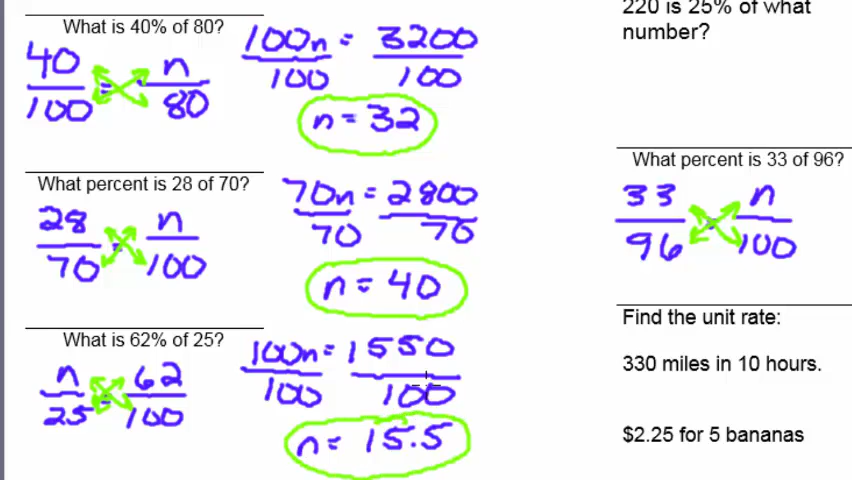 What is 40% of 80?
40/100 = n/80
100n/100 = 3200/100
n = 32
What percent is 28 of 70?
28/70 = n/100
70n/70 = 2800/70
n = 40
What is 62% of 25?
n/25 = 62/100
100n/100 = 1550/100
n = 15.5
220 is 25% of what
number?
What percent is 33 of 96?
33/96 = n/100
Find the unit rate:
330 miles in 10 hours.
$2.25 for 5 bananas